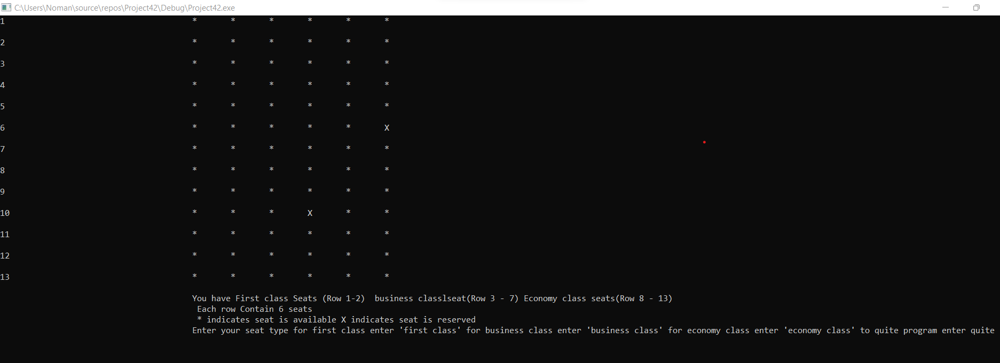 C:\Users\Noman\source\repos\Project42\Debug\Project42.exe
1 * * * * * *
2 * * * * * *
3 * * * * * *
4 * * * * * *
5 * * * * * *
6 * * * * * X
7 * * * * * *
8 * * * * * *
9 * * * * * *
10 * * * X * *
11 * * * * * *
12 * * * * * *
13 * * * * * *
You have First class Seats (Row 1-2)  business classlseat(Row 3 - 7) Economy class seats(Row 8 - 13)
Each row Contain 6 seats
* indicates seat is available X indicates seat is reserved
Enter your seat type for first class enter 'first class' for business class enter 'business class' for economy class enter 'economy class' to quite program enter quite